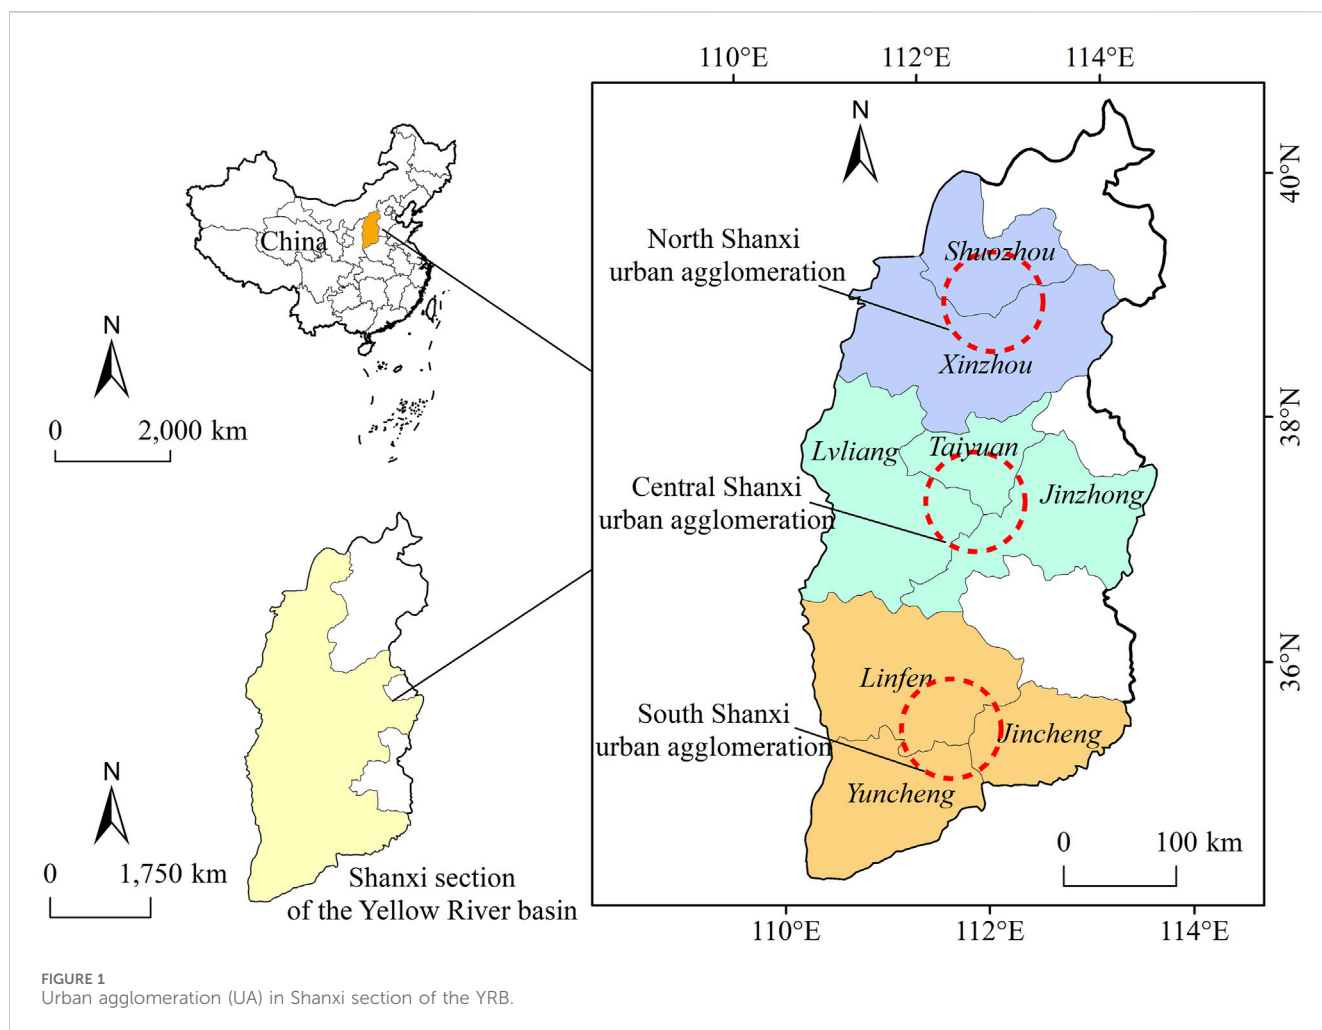 China
N
0 2,000 km
N
0 1,750 km
Shanxi section
of the Yellow River basin
110°E 112°E 114°E
N
40°N
38°N
36°N
North Shanxi
urban agglomeration
Shuozhou
Xinzhou
Lvliang
Taiyuan
Jinzhong
Central Shanxi
urban agglomeration
Linfen
South Shanxi
urban agglomeration
Jincheng
Yuncheng
0 100 km
110°E 112°E 114°E
FIGURE 1
Urban agglomeration (UA) in Shanxi section of the YRB.